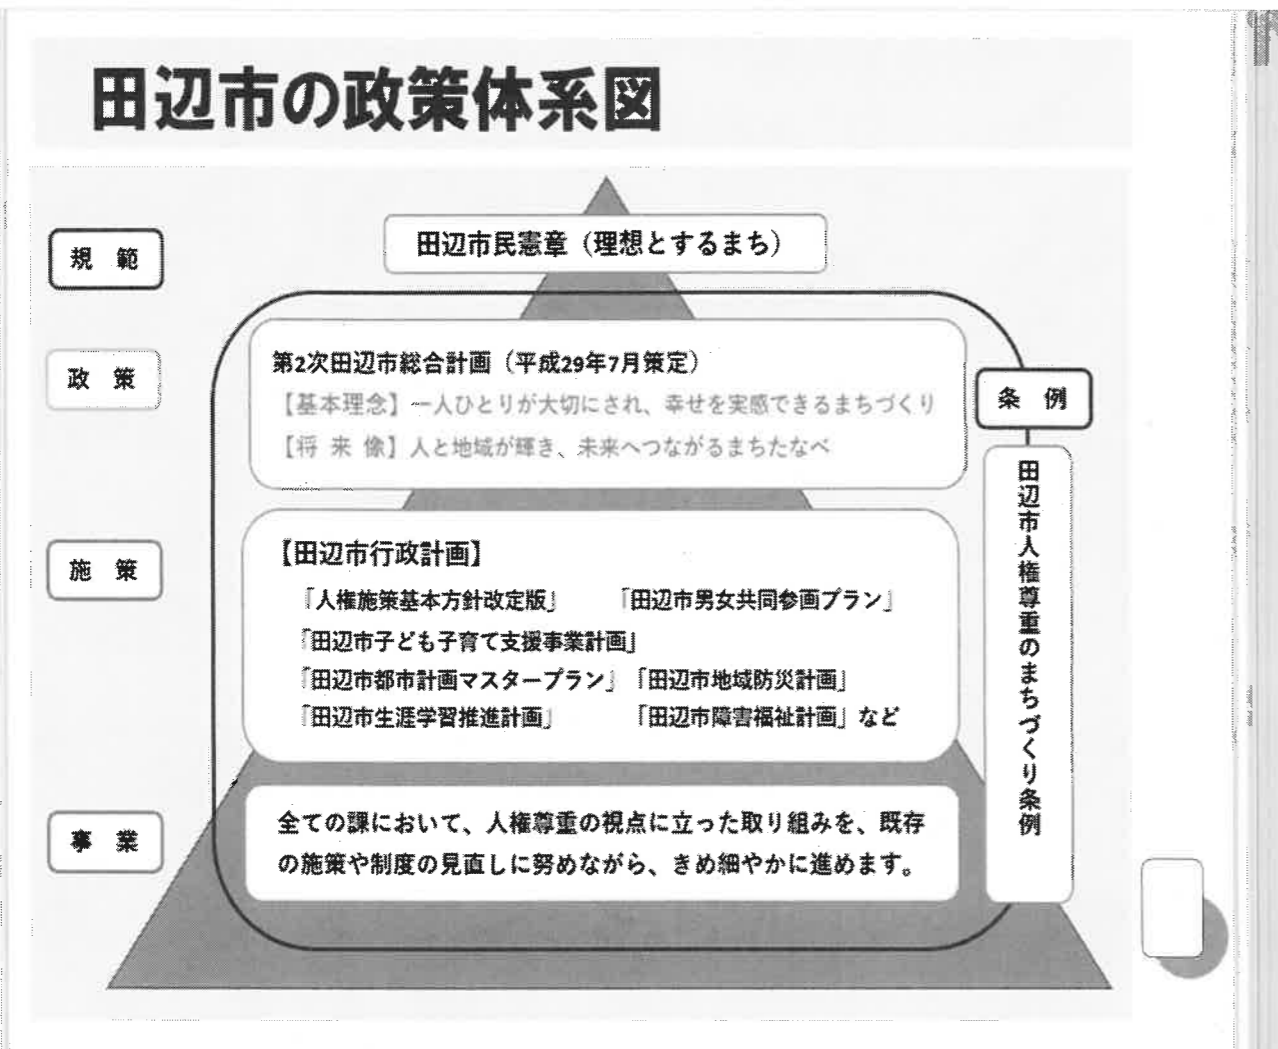 田辺市の政策体系図
規 範
田辺市民憲章（理想とするまち）
政 策
第2次田辺市総合計画（平成29年7月策定）
【基本理念】一人ひとりが大切にされ、幸せを実感できるまちづくり
【将 来 像】人と地域が輝き、未来へつながるまちたなべ
条 例
田辺市人権尊重のまちづくり条例
施 策
【田辺市行政計画】
「人権施策基本方針改定版」 「田辺市男女共同参画プラン」
「田辺市子ども子育て支援事業計画」
「田辺市都市計画マスタープラン」 「田辺市地域防災計画」
「田辺市生涯学習推進計画」 「田辺市障害福祉計画」など
事 業
全ての課において、人権尊重の視点に立った取り組みを、既存
の施策や制度の見直しに努めながら、きめ細やかに進めます。